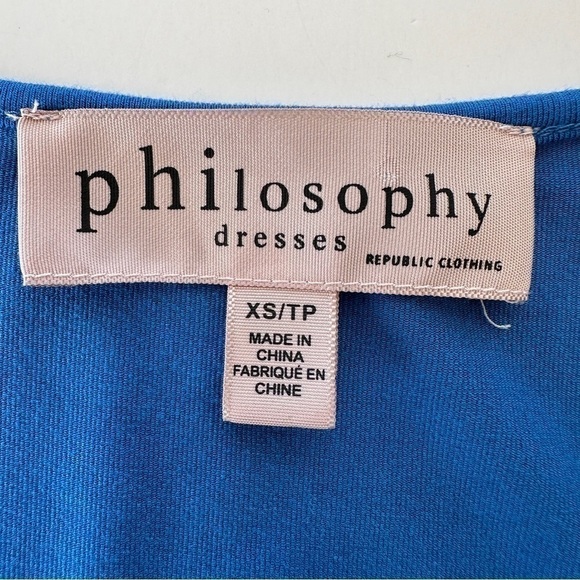 philosophy
dresses
REPUBLIC CLOTHING
XS/TP
MADE IN
CHINA
FABRIQUÉ EN
CHINE